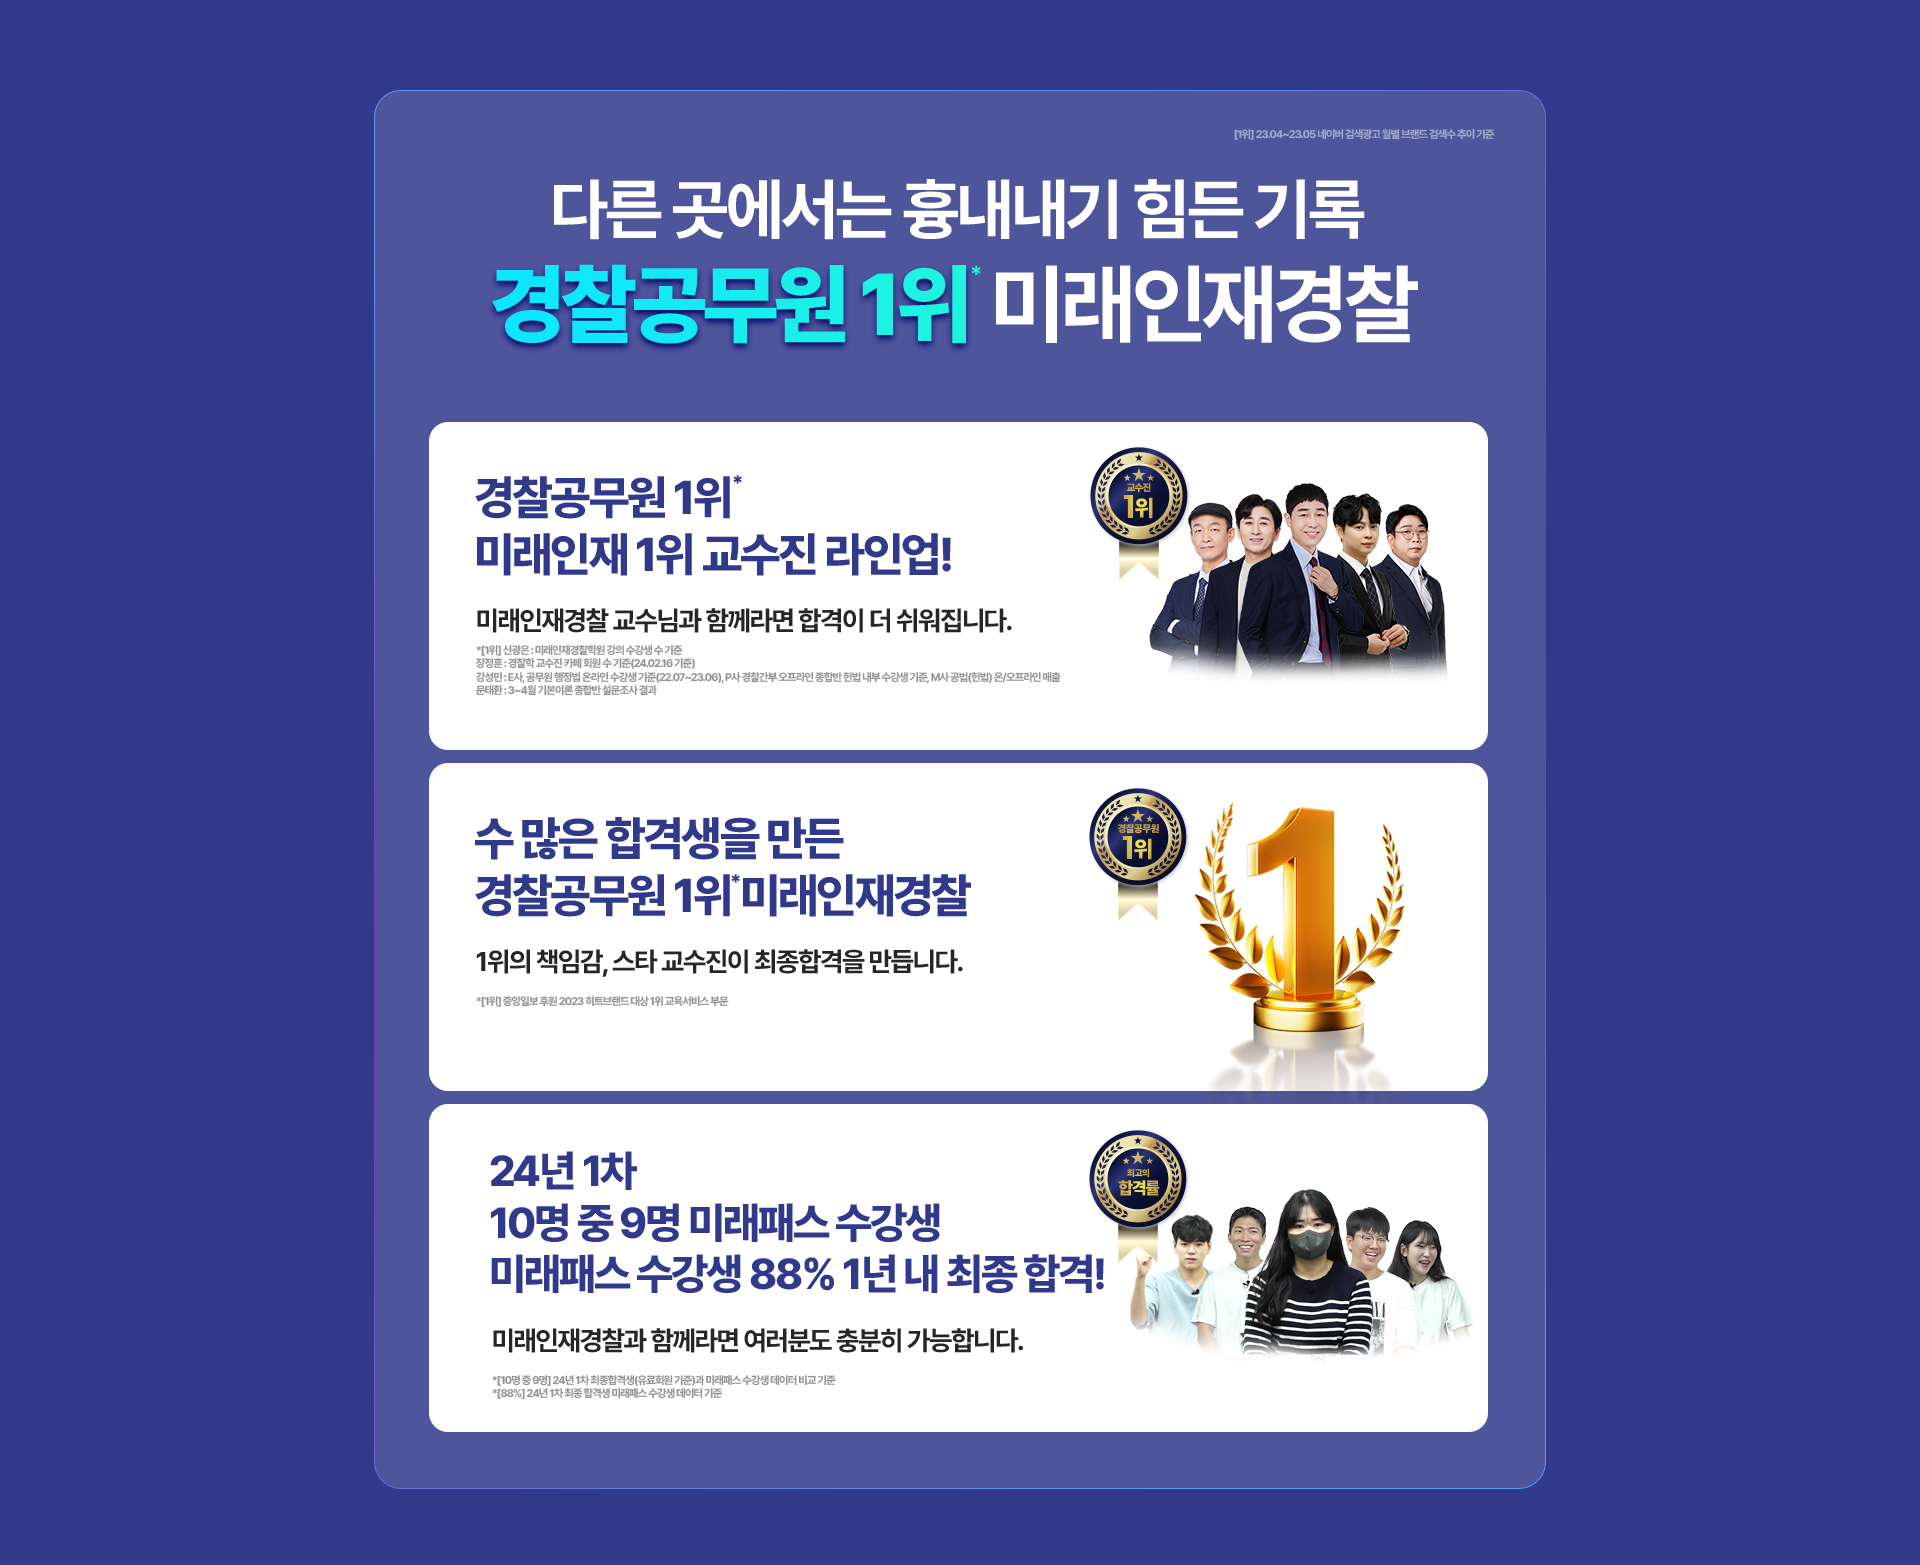 [1위] 23.04~23.05 네이버 검색광고 월별 브랜드 검색수 추이 기준
다른 곳에서는 흉내내기 힘든 기록
경찰공무원 1위* 미래인재경찰
경찰공무원 1위*
미래인재 1위 교수진 라인업!
미래인재경찰 교수님과 함께라면 합격이 더 쉬워집니다.
*[1위] 신광은 : 미래인재경찰학원 강의 수강생 수 기준
장정훈 : 경찰학 교수진 카페 회원 수 기준(24.02.16 기준)
강성민 : E사, 공무원 행정법 온라인 수강생 기준(22.07~23.06), P사 경찰간부 오프라인 종합반 헌법 내부 수강생 기준, M사 공법(헌법) 온/오프라인 매출
문태환 : 3~4월 기본이론 종합반 설문조사 결과
교수진
1위
수 많은 합격생을 만든
경찰공무원 1위*미래인재경찰
1위의 책임감, 스타 교수진이 최종합격을 만듭니다.
*[1위] 중앙일보 후원 2023 히트브랜드 대상 1위 교육서비스 부문
경찰공무원
1위
1
24년 1차
10명 중 9명 미래패스 수강생
미래패스 수강생 88% 1년 내 최종 합격!
미래인재경찰과 함께라면 여러분도 충분히 가능합니다.
*[10명 중 9명] 24년 1차 최종합격생(유료회원 기준)과 미래패스 수강생 데이터 비교 기준
*[88%] 24년 1차 최종 합격생 미래패스 수강생 데이터 기준
최고의
합격률